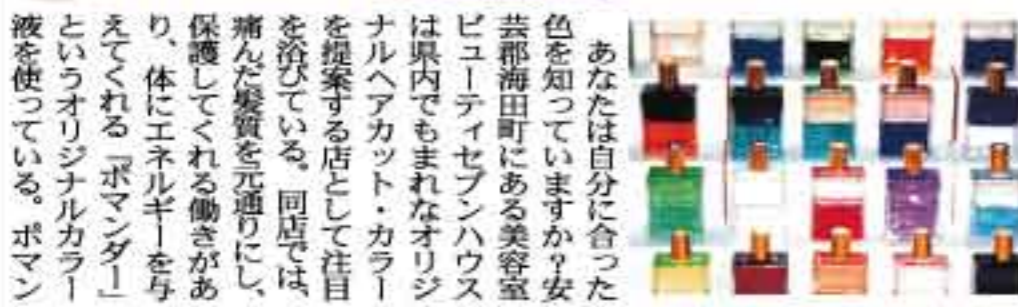 あなたは自分に合った
色を知っていますか？安
芸郡海田町にある美容室
ビューティセブンハウス
は県内でもまれなオリジ
ナルヘアカット・カラー
を提案する店として注目
を浴びている。同店では、
痛んだ髪質を元通りにし、
保護してくれる働きがあ
り、体にエネルギーを与
えてくれる「ポマンダー」
というオリジナルカラー
液を使っている。ポマン